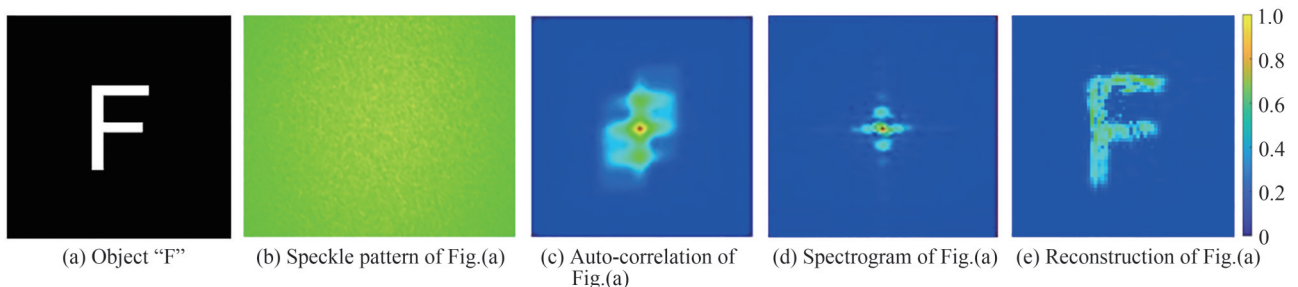 F
1.0
0.8
0.6
0.4
0.2
0
F
(a) Object “F”
(b) Speckle pattern of Fig.(a)
(c) Auto-correlation of
Fig.(a)
(d) Spectrogram of Fig.(a)
(e) Reconstruction of Fig.(a)